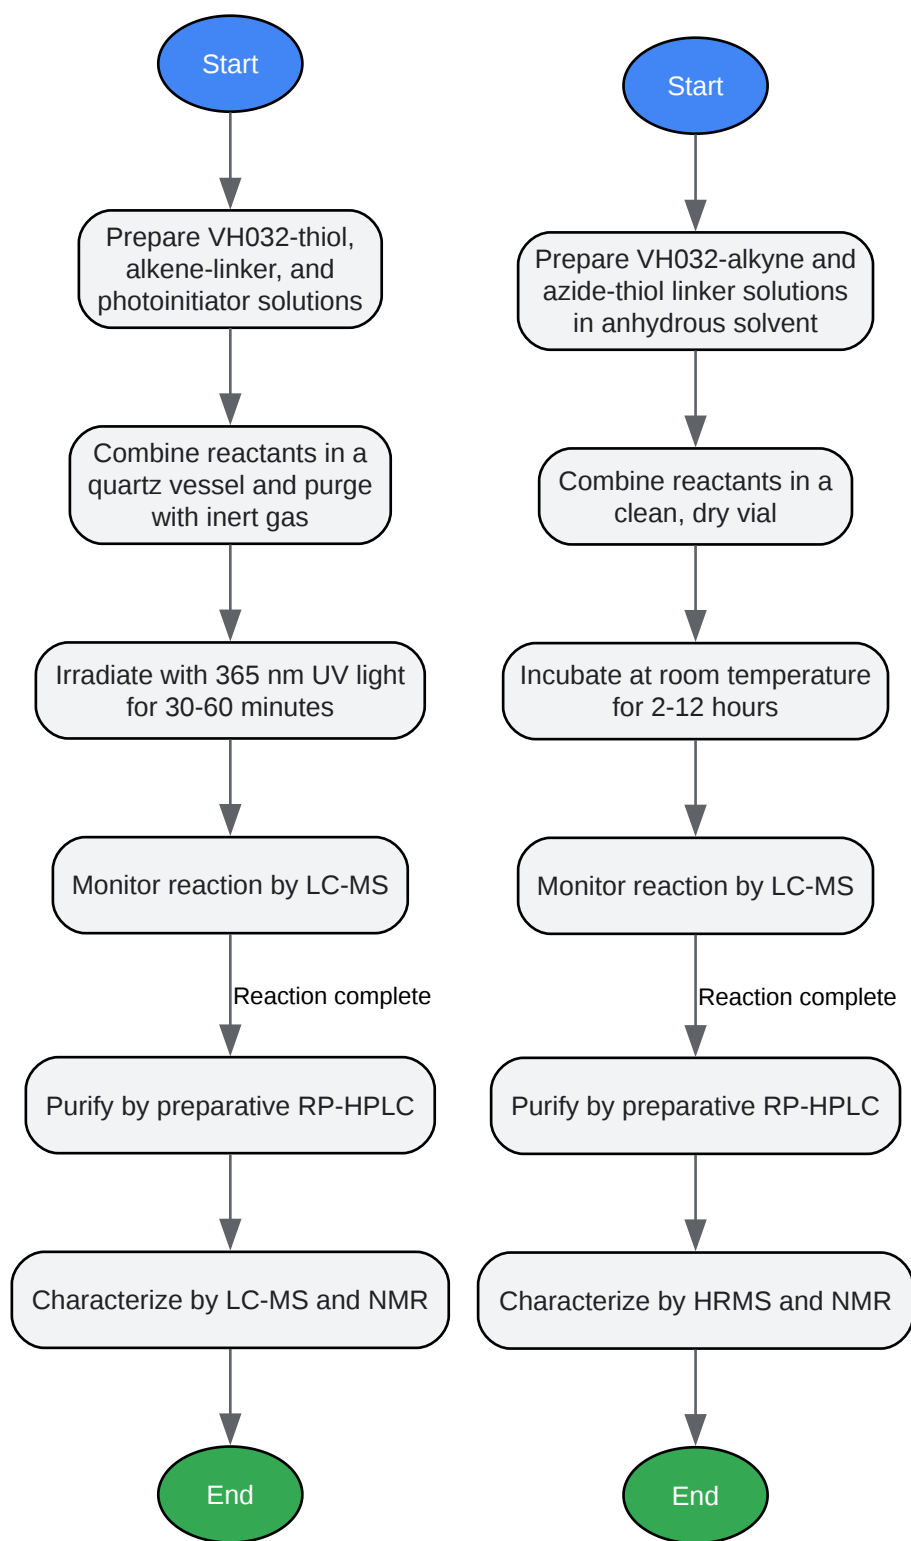 Start
Prepare VH032-thiol,
alkene-linker, and
photoinitiator solutions
Combine reactants in a
quartz vessel and purge
with inert gas
Irradiate with 365 nm UV light
for 30-60 minutes
Monitor reaction by LC-MS
Reaction complete
Purify by preparative RP-HPLC
Characterize by LC-MS and NMR
End
Start
Prepare VH032-alkyne and
azide-thiol linker solutions
in anhydrous solvent
Combine reactants in a
clean, dry vial
Incubate at room temperature
for 2-12 hours
Monitor reaction by LC-MS
Reaction complete
Purify by preparative RP-HPLC
Characterize by HRMS and NMR
End